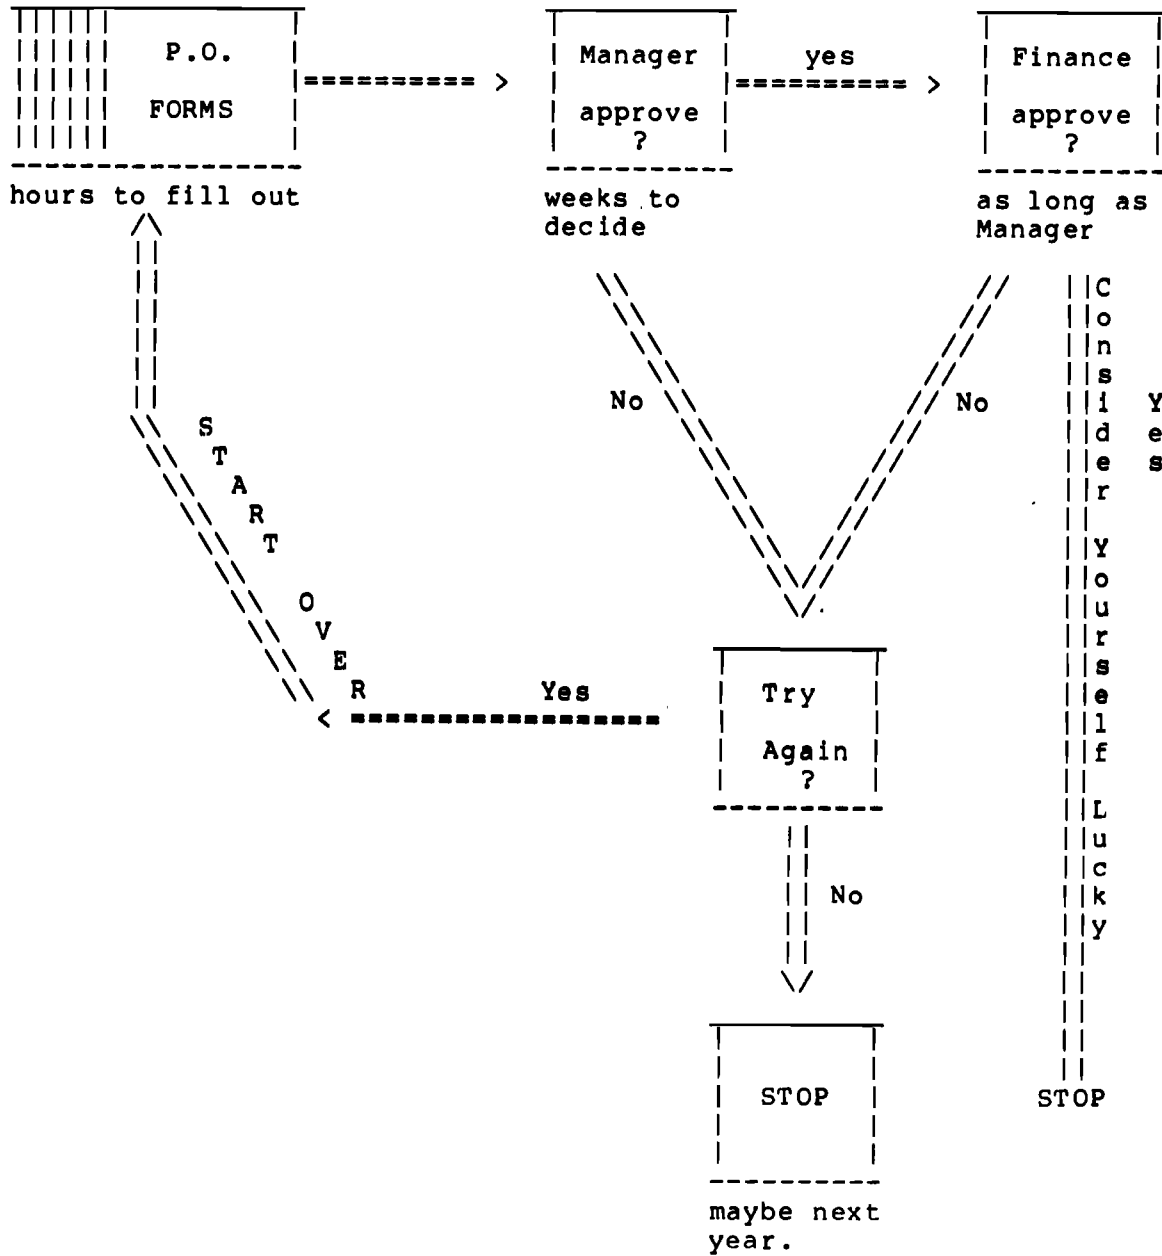 P.O.
FORMS
hours to fill out
Manager
approve
?
weeks to
decide
yes
Finance
approve
?
as long as
Manager
No
No
Consider Yourself Lucky
Yes
START OVER
Yes
Try
Again
?
No
STOP
maybe next
year.
STOP